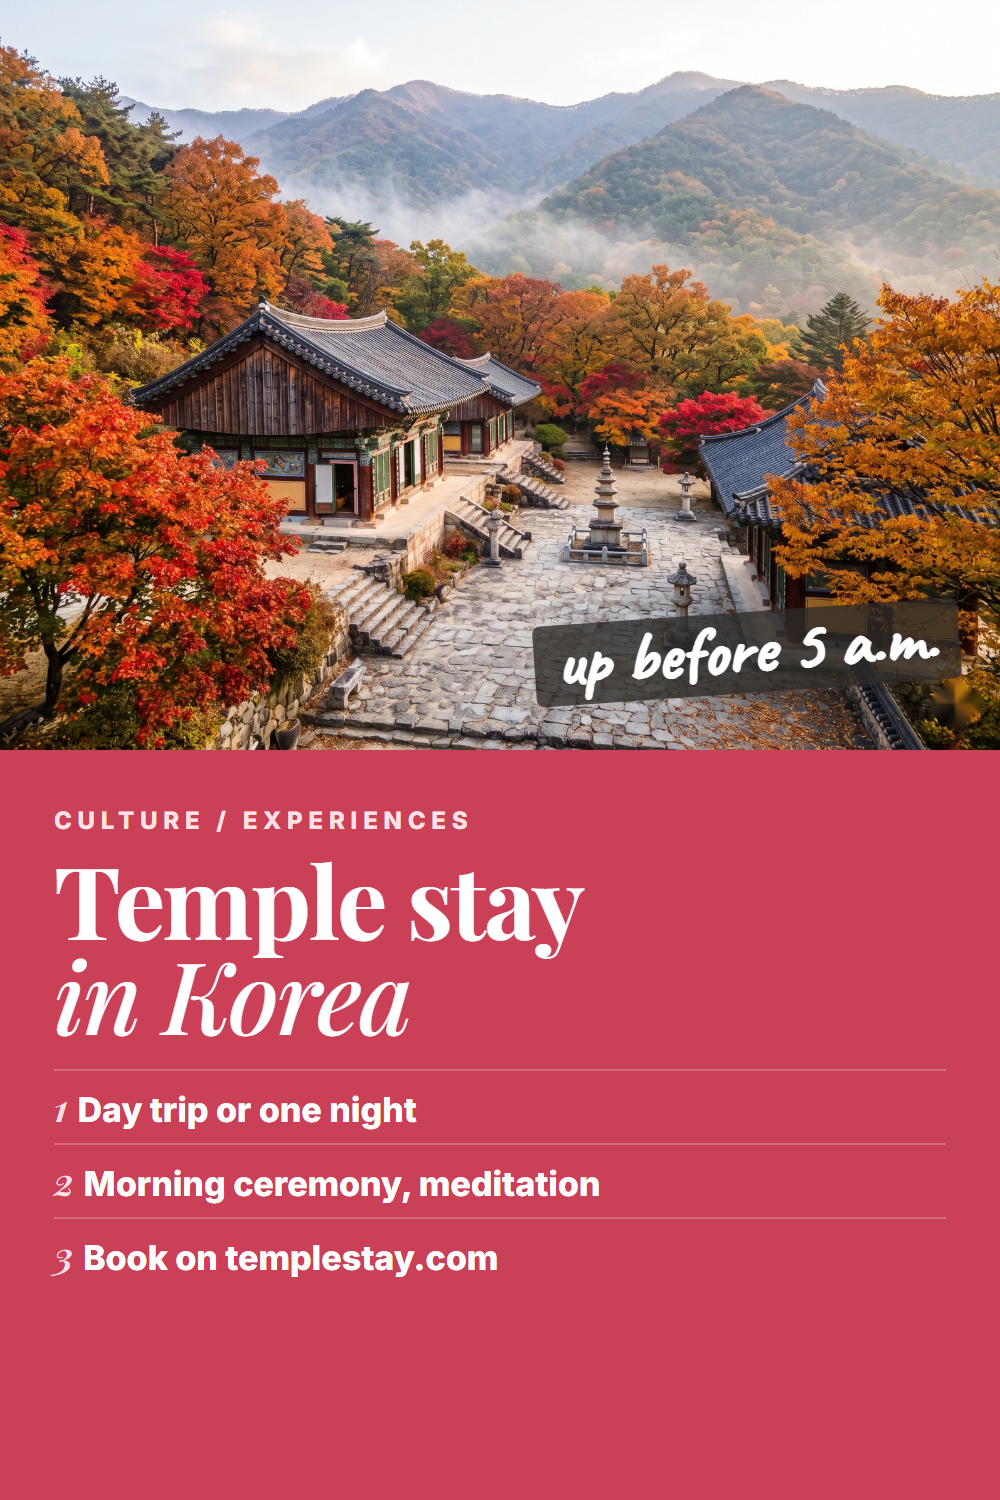 up before 5 a.m.
CULTURE / EXPERIENCES
Temple stay
in Korea
1 Day trip or one night
2 Morning ceremony, meditation
3 Book on templestay.com